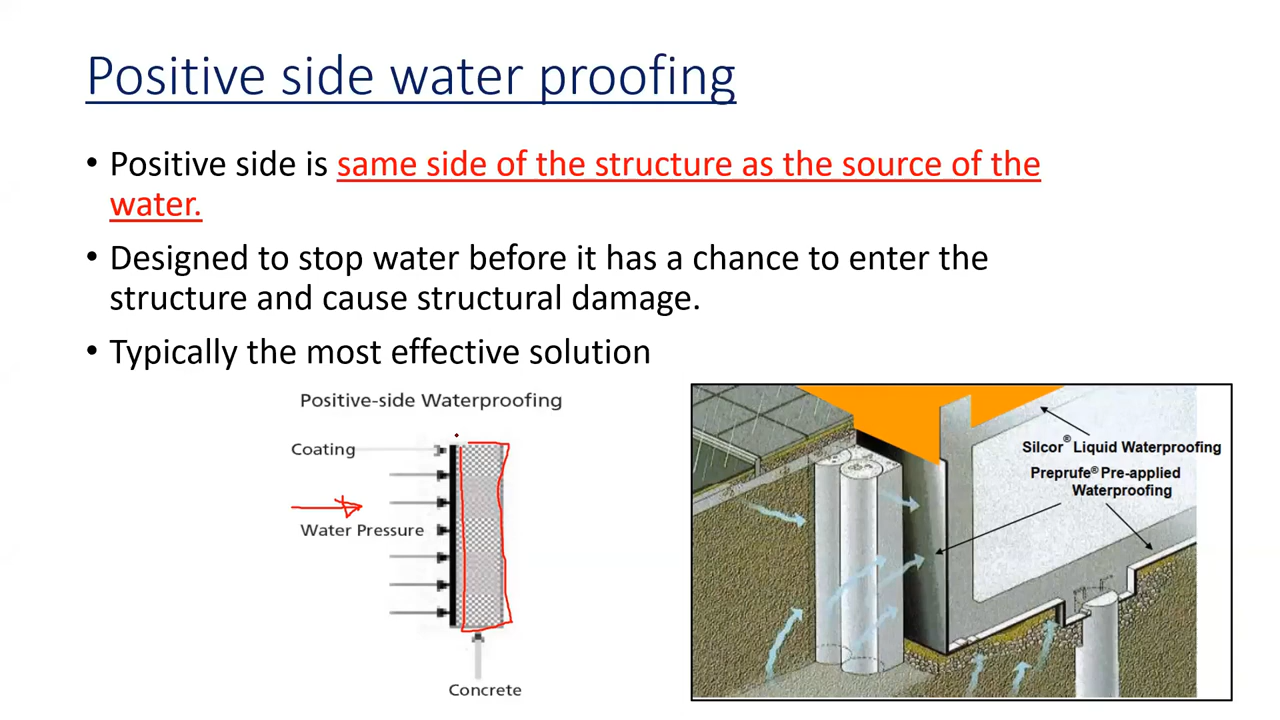 Positive side water proofing
• Positive side is same side of the structure as the source of the
water.
• Designed to stop water before it has a chance to enter the
structure and cause structural damage.
• Typically the most effective solution
Positive-side Waterproofing
Coating
Water Pressure
Concrete
Silcor® Liquid Waterproofing
Preprufe® Pre-applied
Waterproofing